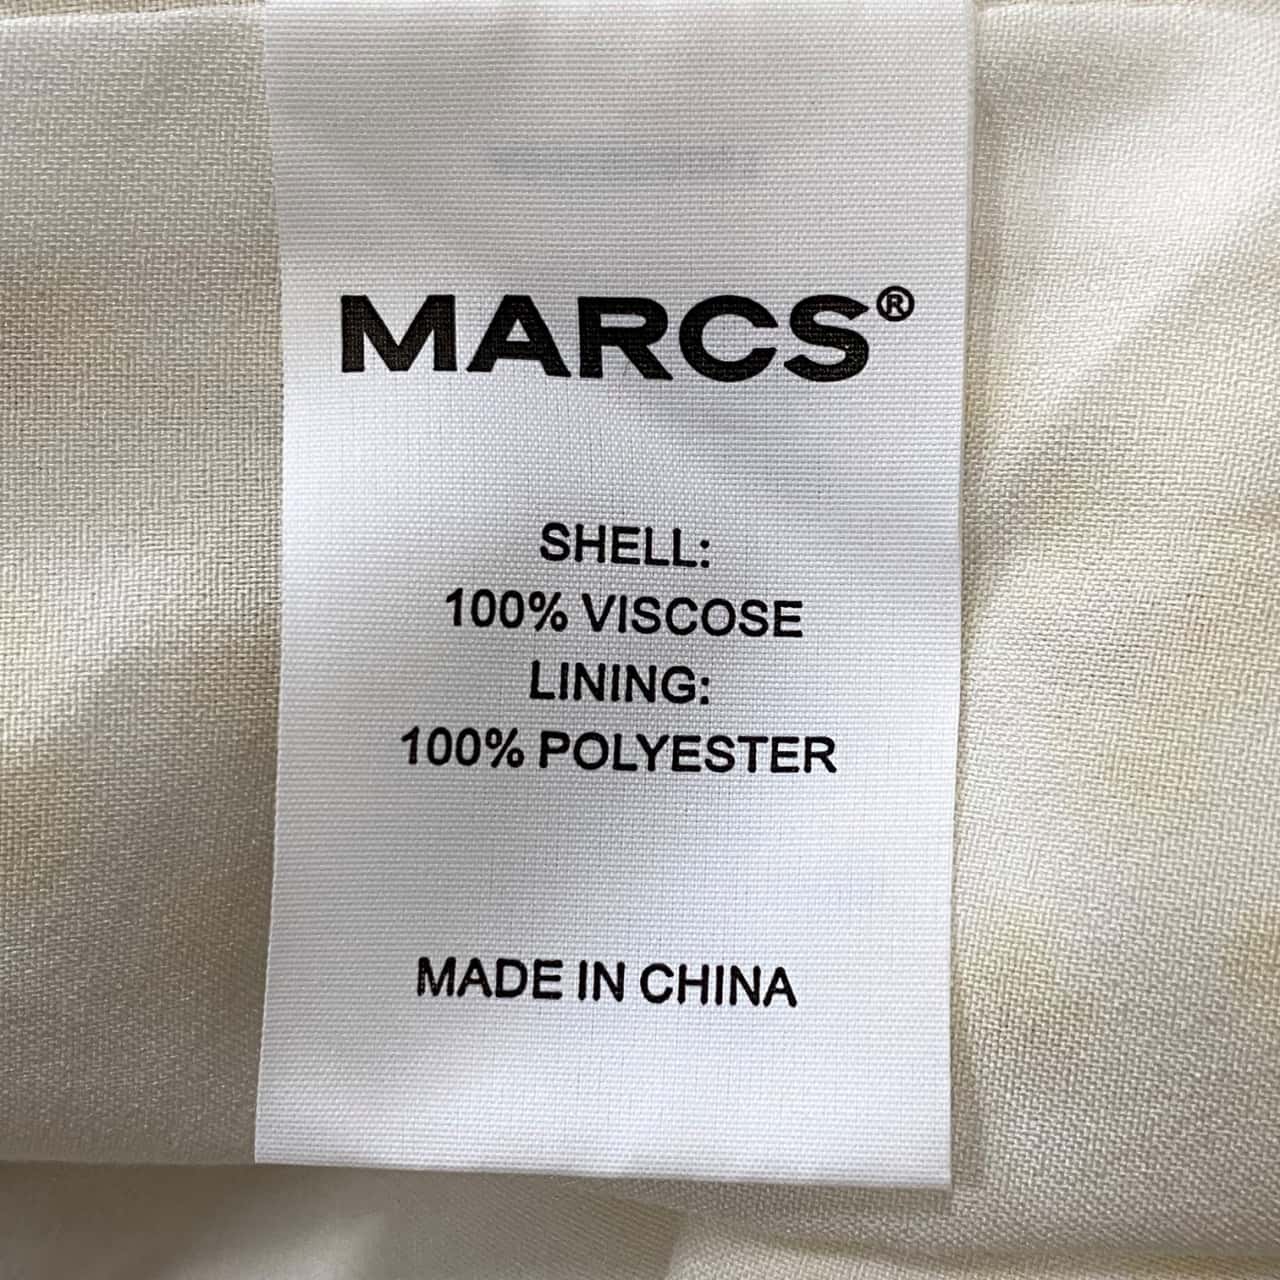 MARCS®
SHELL:
100% VISCOSE
LINING:
100% POLYESTER
MADE IN CHINA